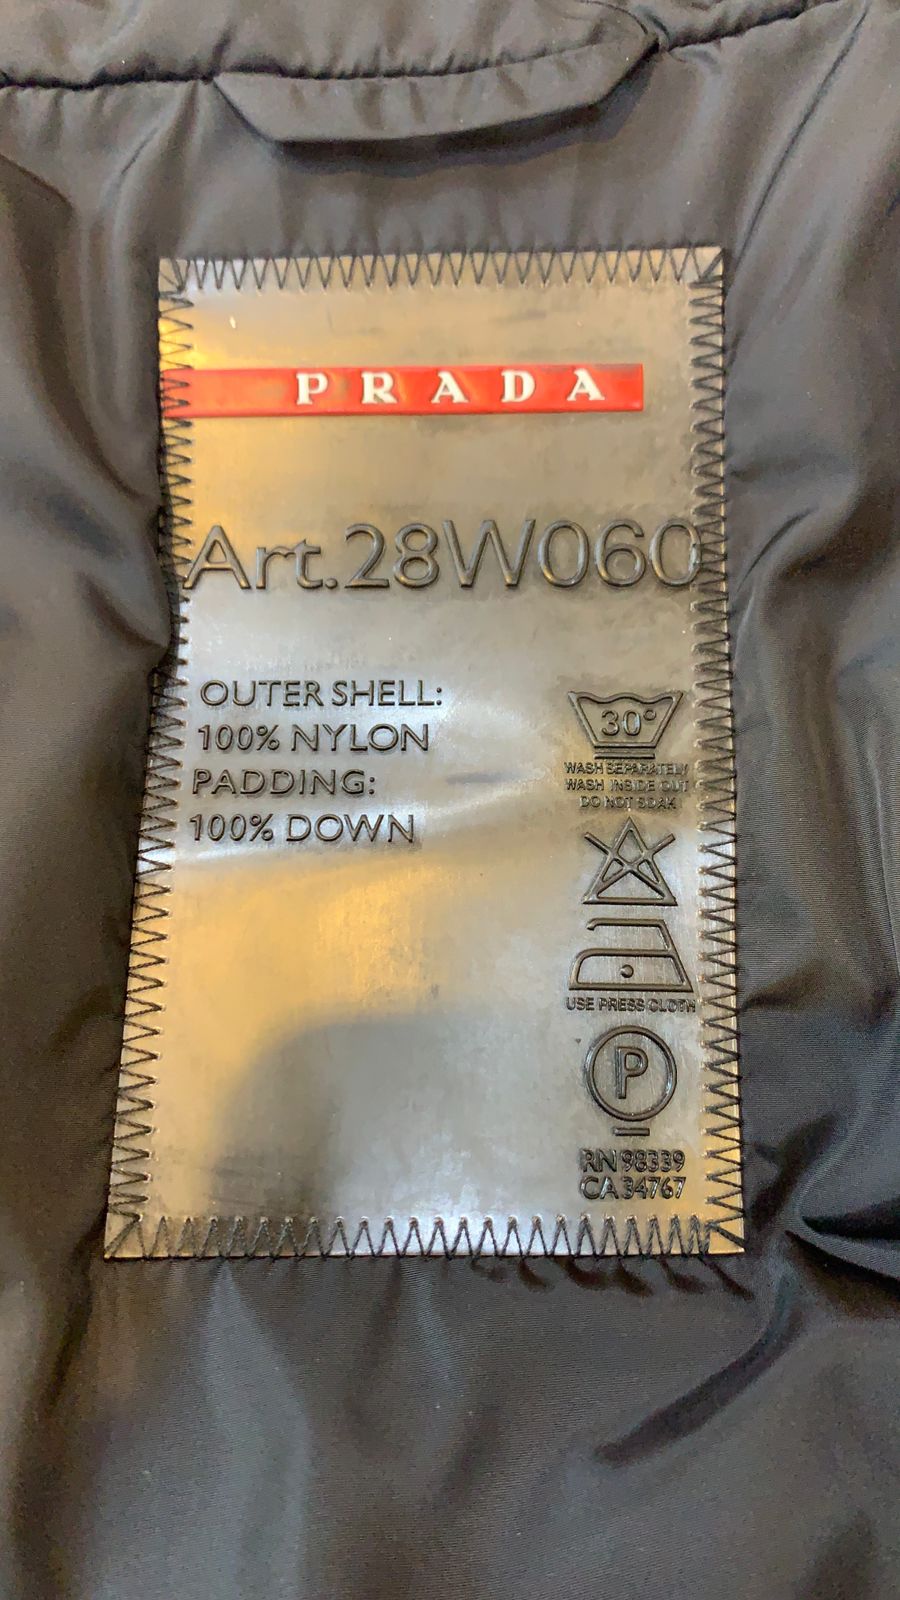 PRADA
Art.28W060
OUTER SHELL:
100% NYLON
PADDING:
100% DOWN
30°
WASH SEPARATELY
WASH INSIDE OUT
DO NOT SOAK
USE PRESS CLOTH
P
RN 98339
CA 34767